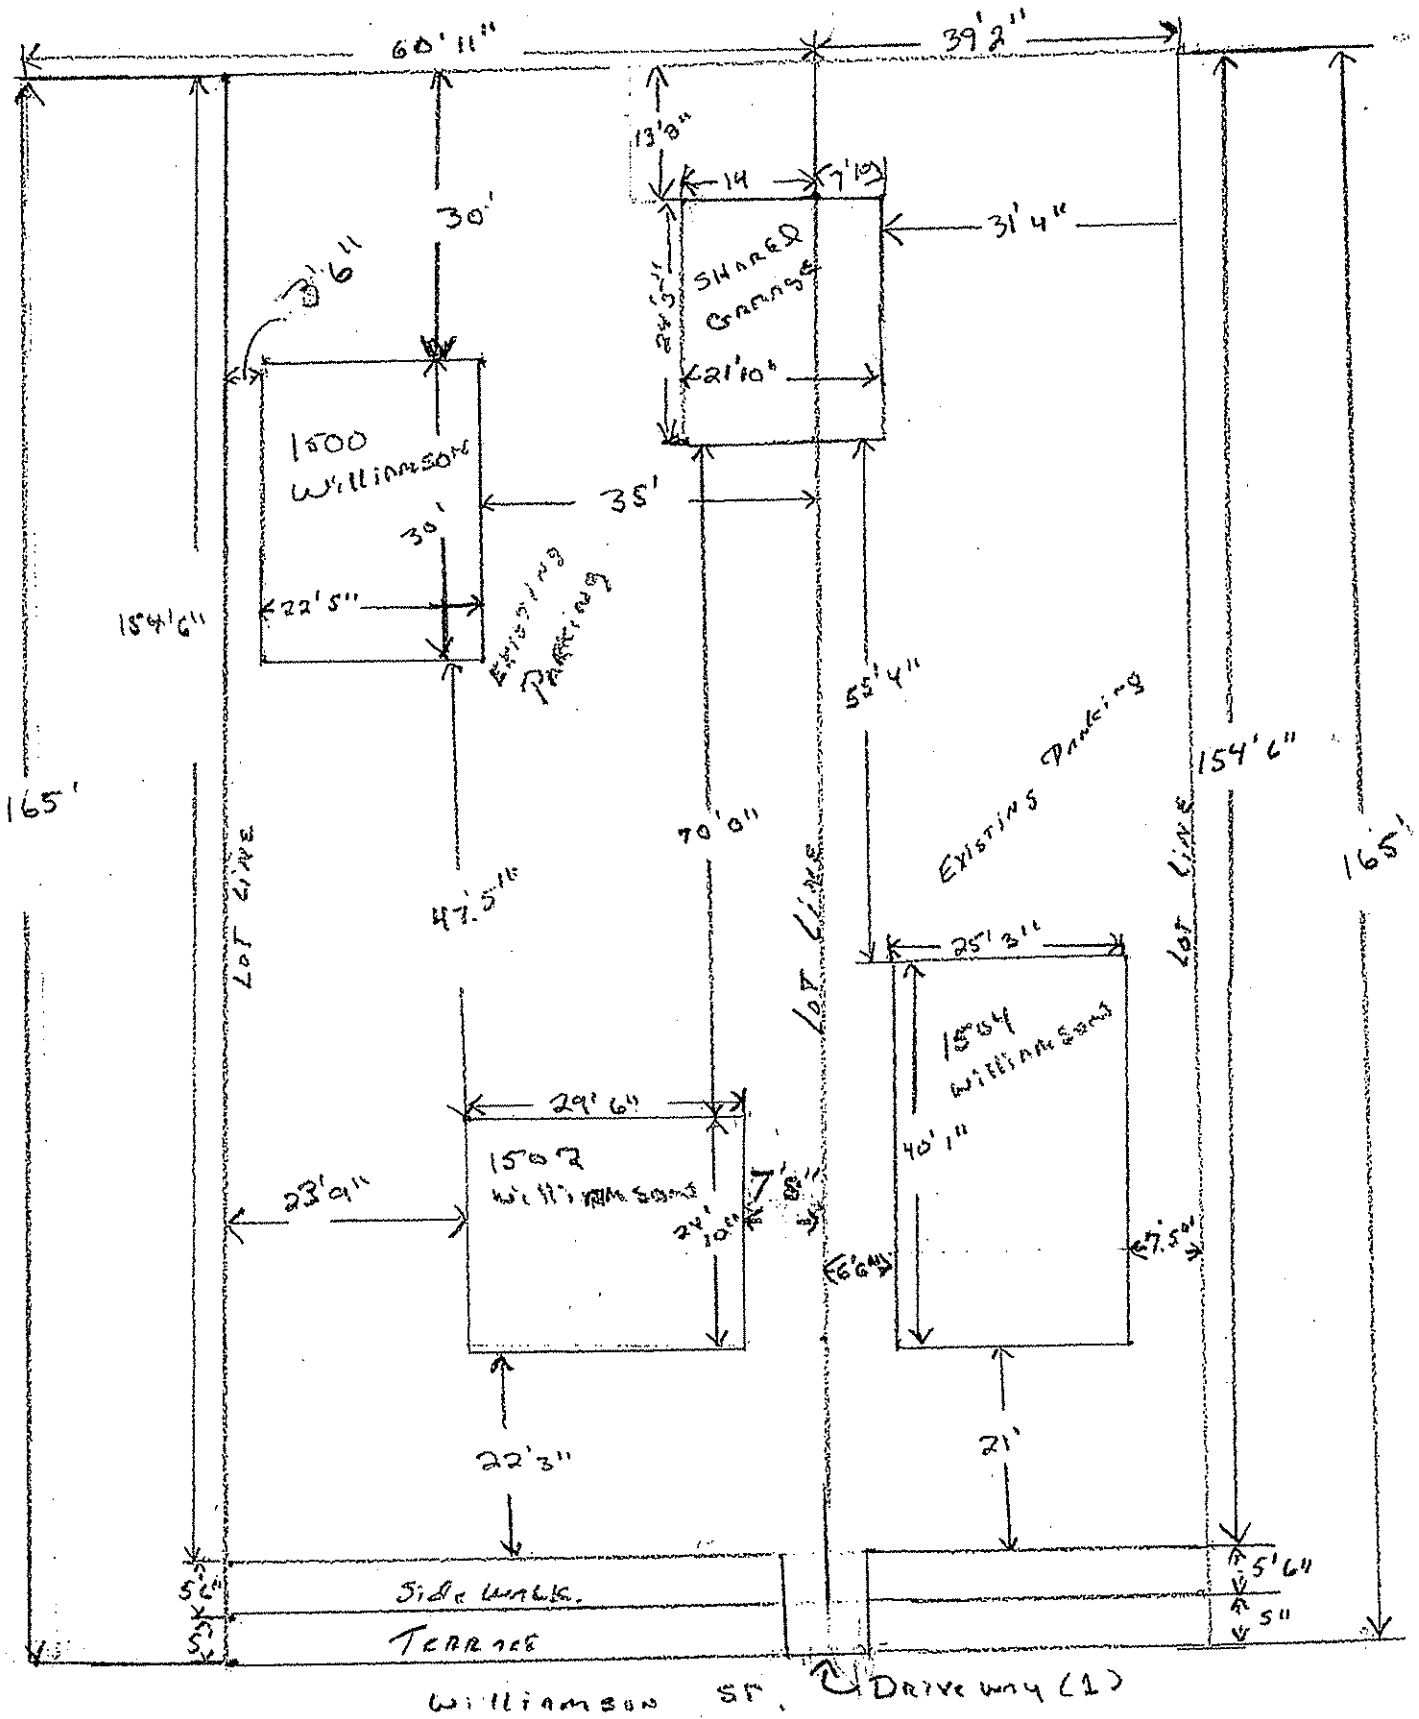 60'11"
39'2"
13'8"
14
7'10
30'
31'4"
3'6"
SHARED
GARAGE
24'3"
21'10"
1500
Williamson
35'
30'
EXISTING
PARKING
22'5"
154'6"
55'4"
Existing Parking
154'6"
165'
70'0"
165'
LOT LINE
LOT LINE
LOT LINE
47.5"
25'3"
1504
Williamson
29'6"
40'1"
1502
Williamson
7'8"
23'9"
24'
10"
7.5"
6'6"
22'3"
21'
5'6"
5'6"
Side walk.
5'
5"
TERRACE
Williamson ST.
Driveway (1)